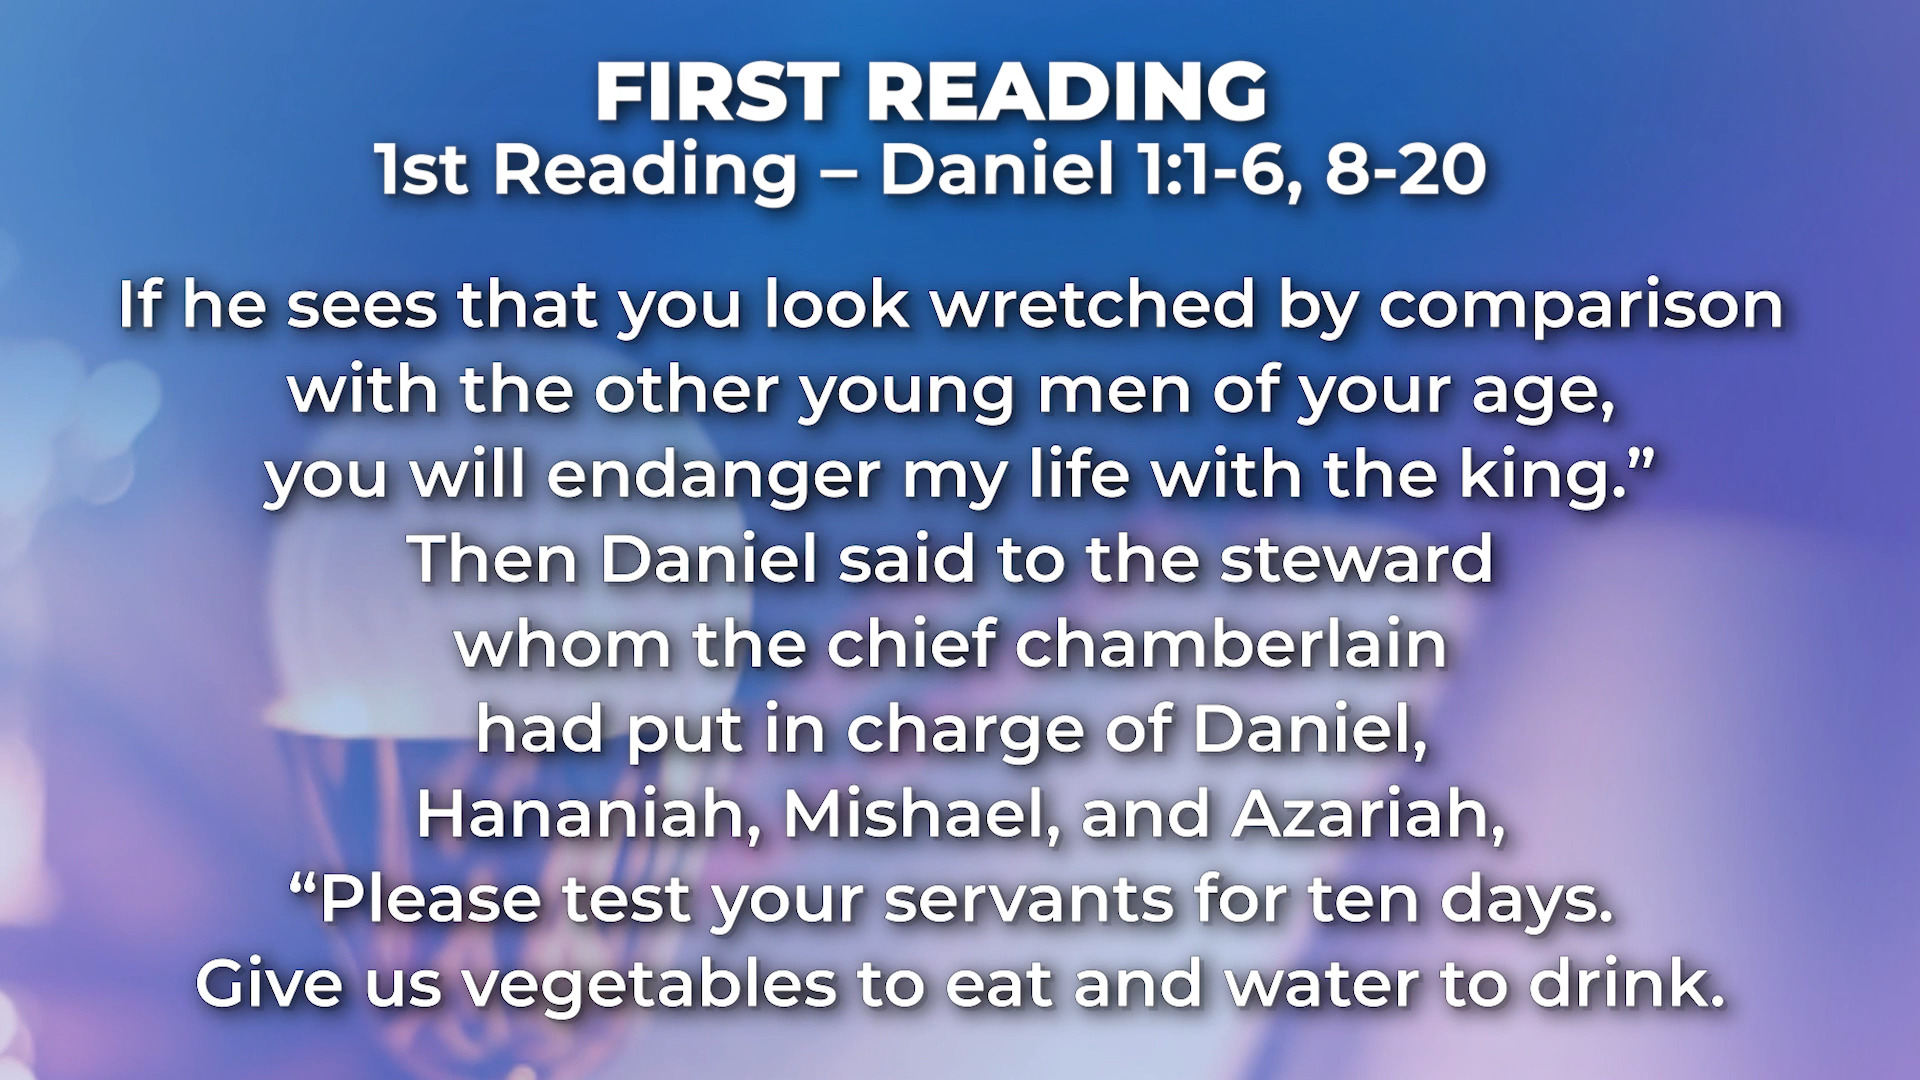 FIRST READING
1st Reading – Daniel 1:1-6, 8-20
If he sees that you look wretched by comparison
with the other young men of your age,
you will endanger my life with the king.”
Then Daniel said to the steward
whom the chief chamberlain
had put in charge of Daniel,
Hananiah, Mishael, and Azariah,
“Please test your servants for ten days.
Give us vegetables to eat and water to drink.